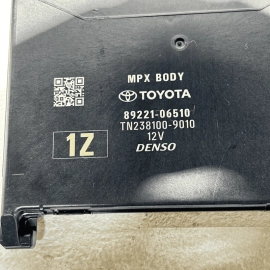 MPX BODY
TOYOTA
89221-06510
TN238100-9010
12V
DENSO
1Z